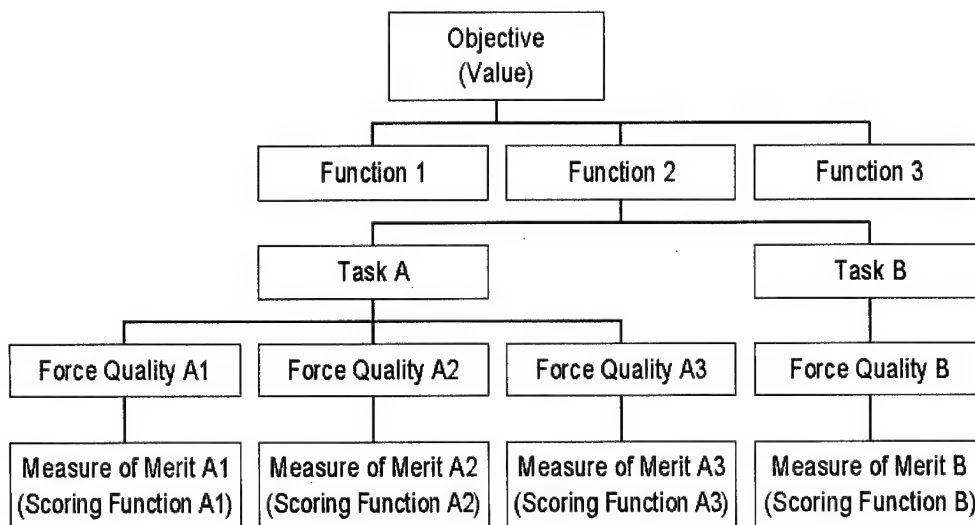 Objective
(Value)
Function 1
Function 2
Function 3
Task A
Task B
Force Quality A1
Force Quality A2
Force Quality A3
Force Quality B
Measure of Merit A1
(Scoring Function A1)
Measure of Merit A2
(Scoring Function A2)
Measure of Merit A3
(Scoring Function A3)
Measure of Merit B
(Scoring Function B)